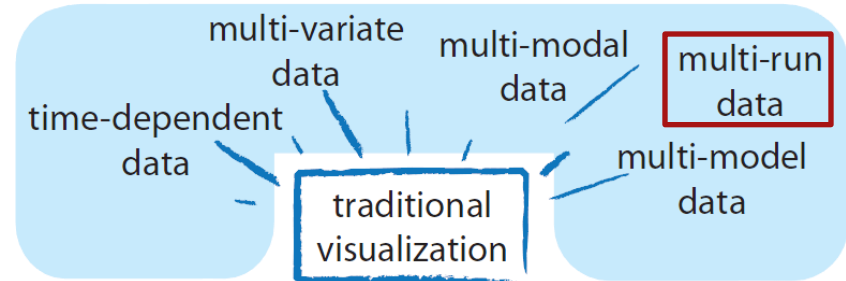 multi-variate
data
multi-modal
data
multi-run
data
time-dependent
data
multi-model
data
traditional
visualization